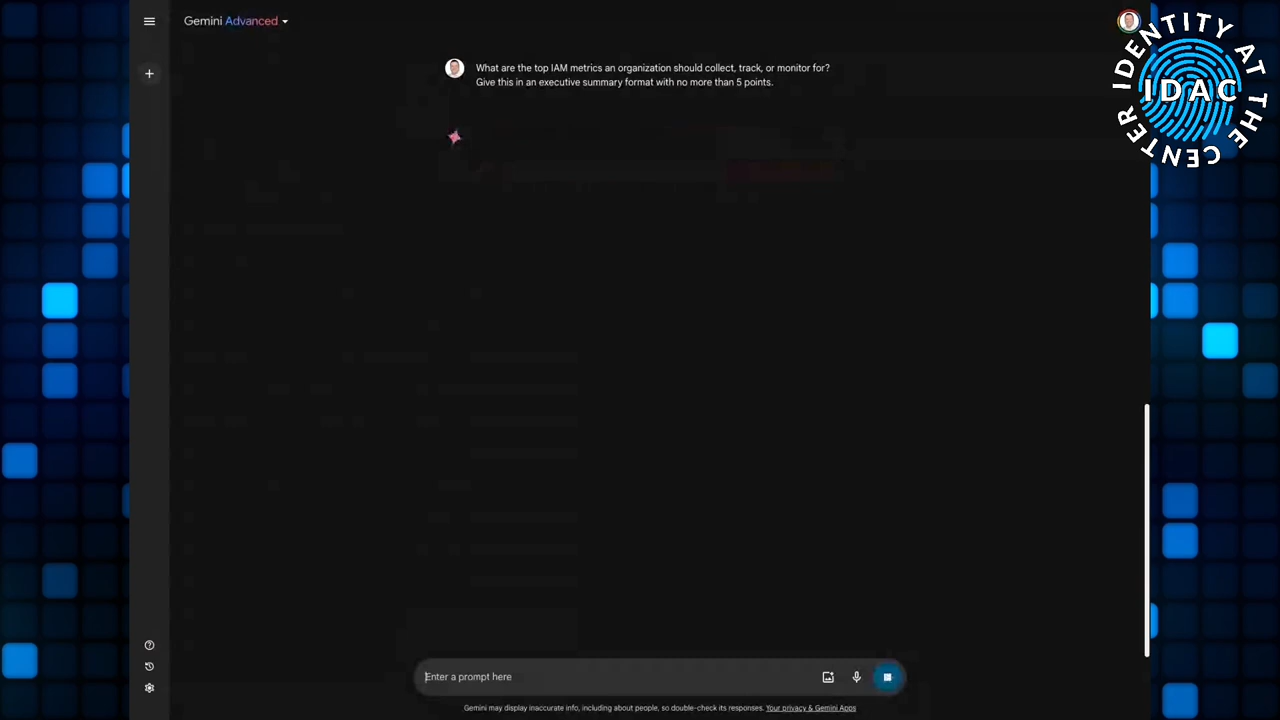 Gemini Advanced
What are the top IAM metrics an organization should collect, track, or monitor for?
Give this in an executive summary format with no more than 5 points.
IDENTITY AT THE CENTER
IDAC
Enter a prompt here
Gemini may display inaccurate info, including about people, so double-check its responses. Your privacy & Gemini Apps